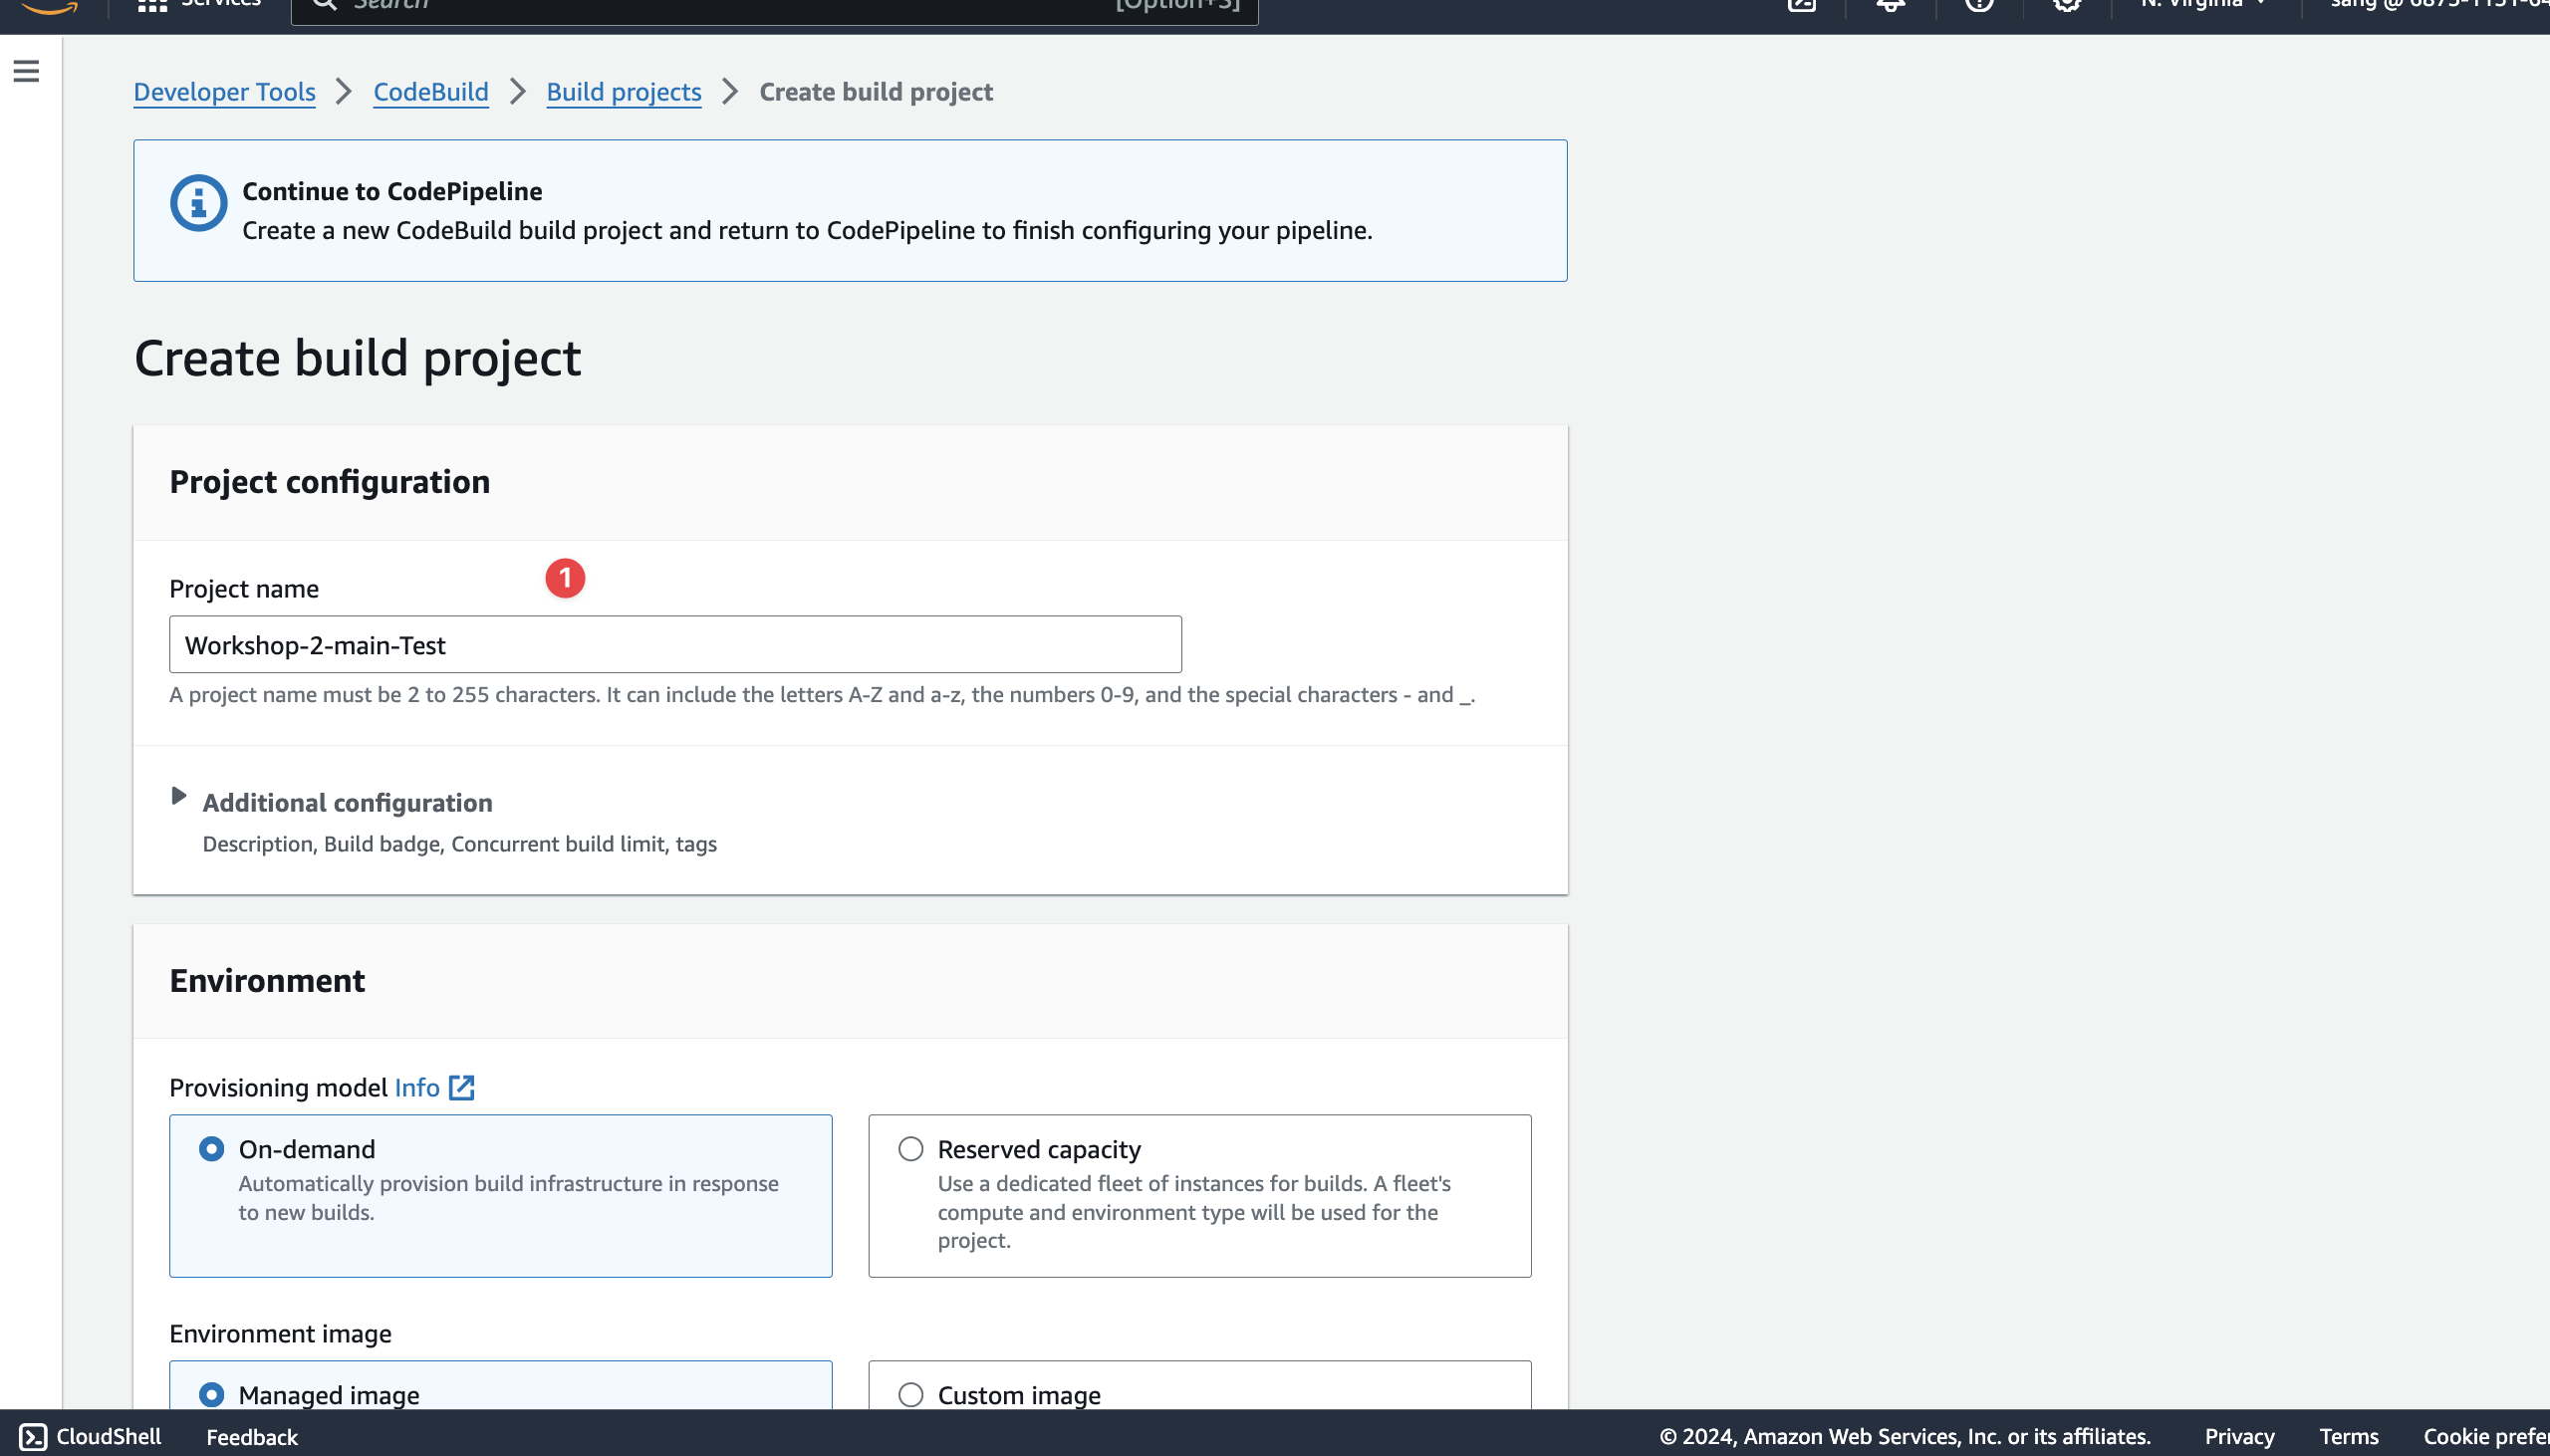 Services
Search
[Option+S]
N. Virginia
Developer Tools
CodeBuild
Build projects
Create build project
Continue to CodePipeline
Create a new CodeBuild build project and return to CodePipeline to finish configuring your pipeline.
Create build project
Project configuration
Project name
1
Workshop-2-main-Test
A project name must be 2 to 255 characters. It can include the letters A-Z and a-z, the numbers 0-9, and the special characters - and _.
Additional configuration
Description, Build badge, Concurrent build limit, tags
Environment
Provisioning model Info
On-demand
Automatically provision build infrastructure in response
to new builds.
Reserved capacity
Use a dedicated fleet of instances for builds. A fleet's
compute and environment type will be used for the
project.
Environment image
Managed image
Custom image
CloudShell
Feedback
© 2024, Amazon Web Services, Inc. or its affiliates.
Privacy
Terms
Cookie prefe